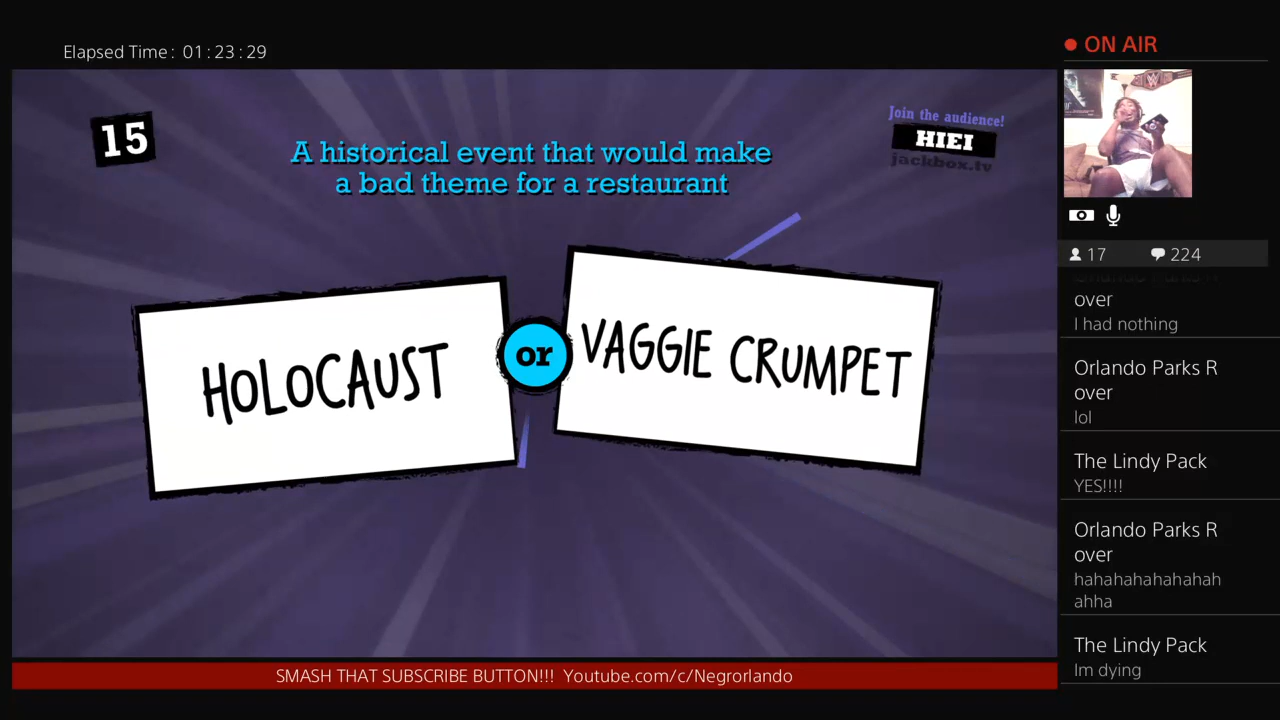 Elapsed Time: 01:23:29
ON AIR
15
A historical event that would make
a bad theme for a restaurant
Join the audience!
HIEI
jackbox.tv
HOLOCAUST
or
VAGGIE CRUMPET
17
224
over
I had nothing
Orlando Parks R
over
lol
The Lindy Pack
YES!!!!
Orlando Parks R
over
hahahahahahahah
ahha
The Lindy Pack
Im dying
SMASH THAT SUBSCRIBE BUTTON!!! Youtube.com/c/Negrorlando